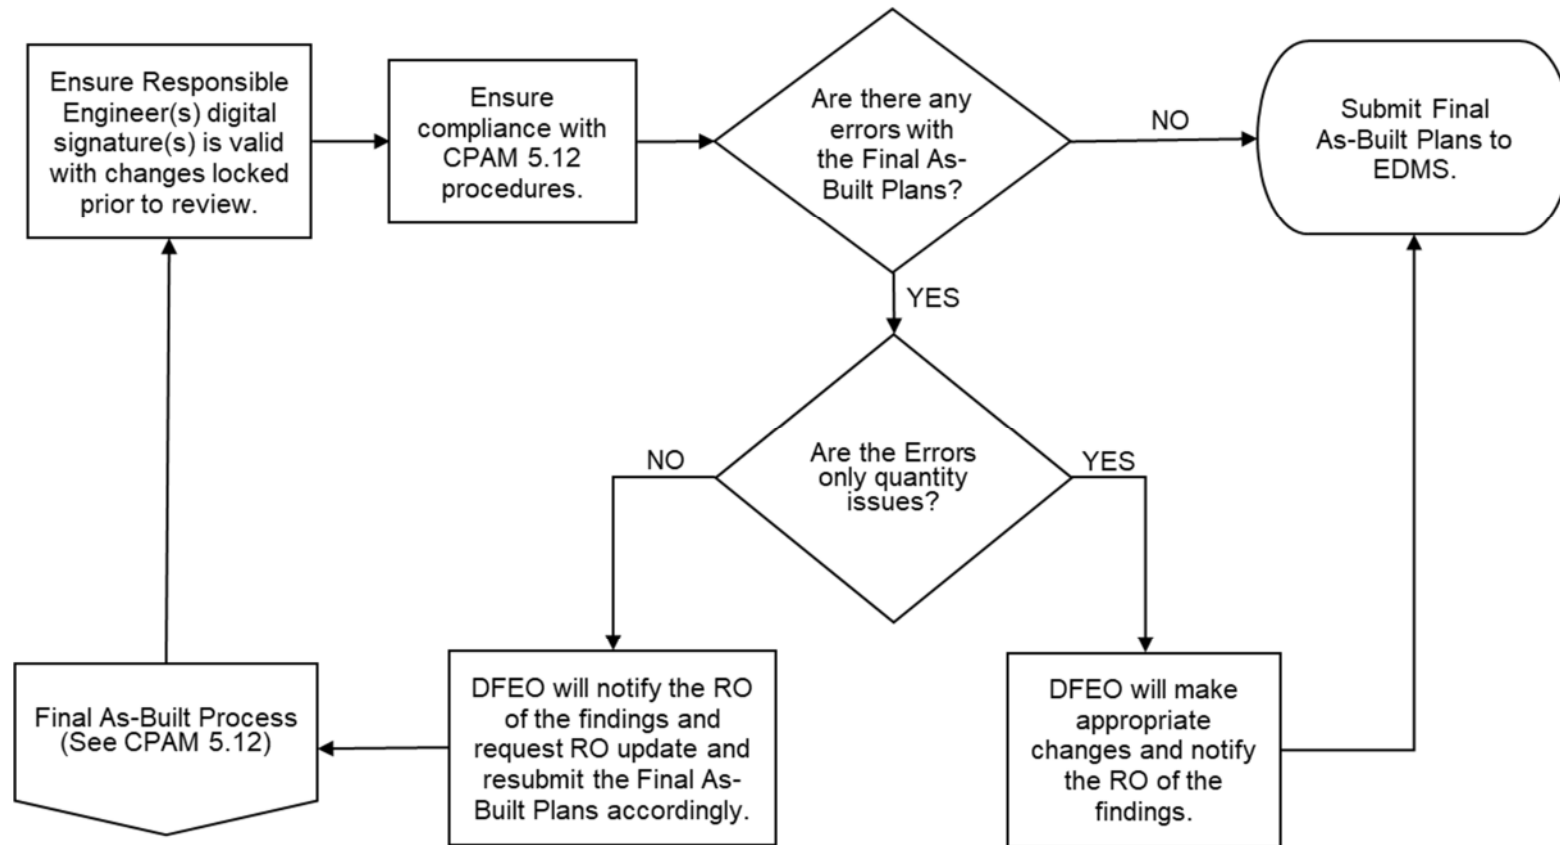 Ensure Responsible
Engineer(s) digital
signature(s) is valid
with changes locked
prior to review.
Ensure
compliance with
CPAM 5.12
procedures.
Are there any
errors with
the Final As-
Built Plans?
NO
Submit Final
As-Built Plans to
EDMS.
YES
Are the Errors
only quantity
issues?
NO
YES
Final As-Built Process
(See CPAM 5.12)
DFEO will notify the RO
of the findings and
request RO update and
resubmit the Final As-
Built Plans accordingly.
DFEO will make
appropriate
changes and notify
the RO of the
findings.